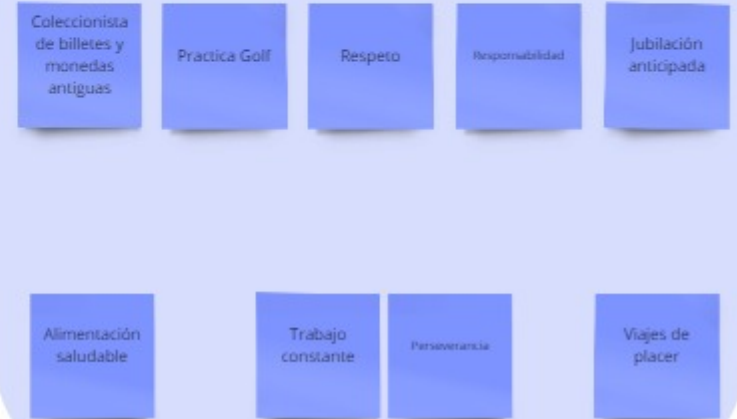 Coleccionista
de billetes y
monedas
antiguas
Practica Golf
Respeto
Responsabilidad
Jubilación
anticipada
Alimentación
saludable
Trabajo
constante
Perseverancia
Viajes de
placer